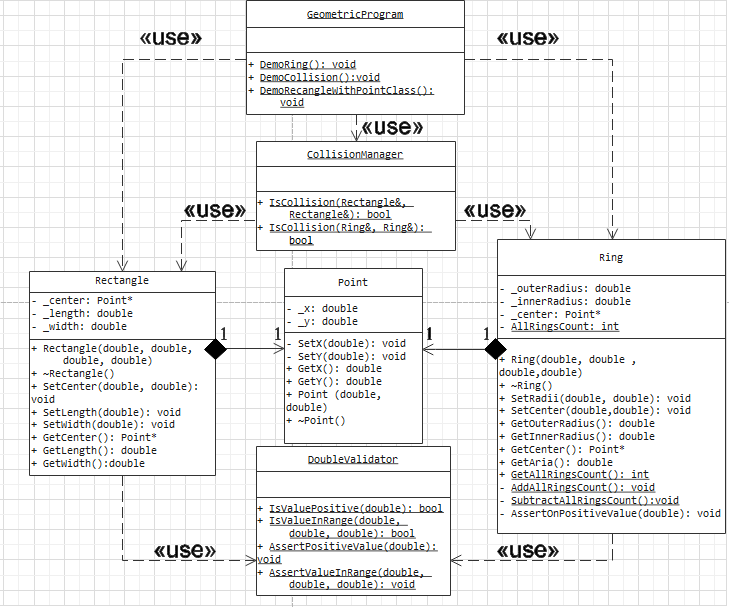 GeometricProgram
«use»
«use»
+ DemoRing(): void
+ DemoCollision():void
+ DemoRecangleWithPointClass():
void
«use»
CollisionManager
+ IsCollision(Rectangle&,
Rectangle&): bool
+ IsCollision(Ring&, Ring&):
bool
«use»
«use»
Rectangle
- _center: Point*
- _length: double
- _width: double
+ Rectangle(double, double,
double, double)
+ ~Rectangle()
+ SetCenter(double, double):
void
+ SetLength(double): void
+ SetWidth(double): void
+ GetCenter(): Point*
+ GetLength(): double
+ GetWidth():double
1
1
Point
- _x: double
- _y: double
- SetX(double): void
- SetY(double): void
+ GetX(): double
+ GetY(): double
+ Point (double,
double)
+ ~Point()
1
1
Ring
- _outerRadius: double
- _innerRadius: double
- _center: Point*
- AllRingsCount: int
+ Ring(double, double ,
double,double)
+ ~Ring()
+ SetRadii(double, double): void
+ SetCenter(double,double): void
+ GetOuterRadius(): double
+ GetInnerRadius(): double
+ GetCenter(): Point*
+ GetAria(): double
+ GetAllRingsCount(): int
- AddAllRingsCount(): void
- SubtractAllRingsCount():void
- AssertOnPositiveValue(double): void
DoubleValidator
+ IsValuePositive(double): bool
+ IsValueInRange(double,
double, double): bool
+ AssertPositiveValue(double):
void
+ AssertValueInRange(double,
double, double): void
«use»
«use»